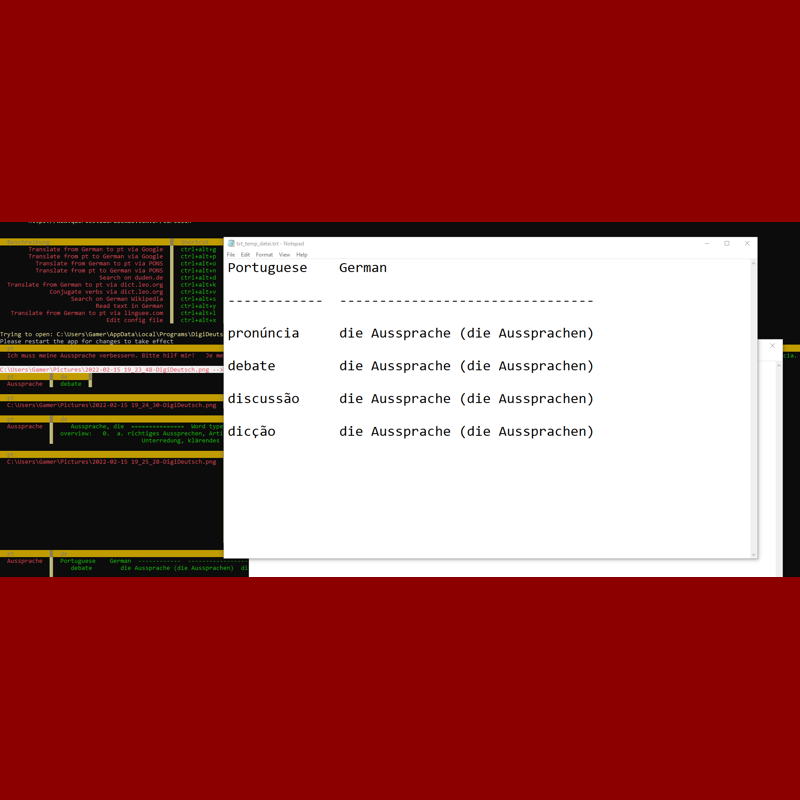 Translate from German to pt via Google ctrl+alt+g
Translate from pt to German via Google ctrl+alt+p
Translate from German to pt via PONS ctrl+alt+o
Translate from pt to German via PONS ctrl+alt+n
Search on duden.de ctrl+alt+d
Translate from German to pt via dict.leo.org ctrl+alt+k
Conjugate verbs via dict.leo.org ctrl+alt+v
Search on German Wikipedia ctrl+alt+s
Read text in German ctrl+alt+y
Translate from German to pt via linguee.com ctrl+alt+l
Edit config file ctrl+alt+x
Trying to open: C:\Users\Gamer\AppData\Local\Programs\DigiDeuts
Please restart the app for changes to take effect
Ich muss meine Aussprache verbessern. Bitte hilf mir! Je me
C:\Users\Gamer\Pictures\2022-02-15 19_23_48-DigiDeutsch.png -->
Aussprache debate
C:\Users\Gamer\Pictures\2022-02-15 19_24_30-DigiDeutsch.png
Aussprache Aussprache, die =============== Word type
overview: 0. a. richtiges Aussprechen, Arti
Unterredung, klärendes
C:\Users\Gamer\Pictures\2022-02-15 19_25_18-DigiDeutsch.png
Aussprache Portuguese German ------------ -----------------
debate die Aussprache (die Aussprachen) di
txt_temp_datei.txt - Notepad
File Edit Format View Help
Portuguese German
------------ --------------------------------
pronúncia die Aussprache (die Aussprachen)
debate die Aussprache (die Aussprachen)
discussão die Aussprache (die Aussprachen)
dicção die Aussprache (die Aussprachen)